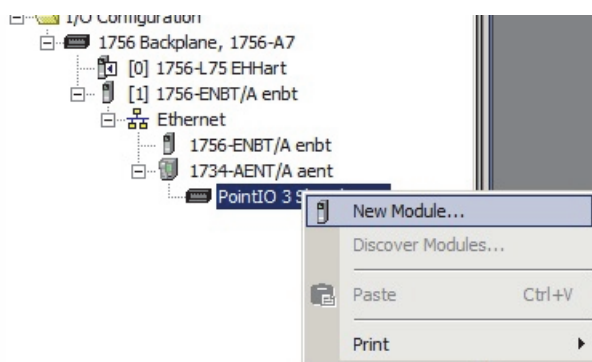 I/O Configuration
1756 Backplane, 1756-A7
[0] 1756-L75 EHHart
[1] 1756-ENBT/A enbt
Ethernet
1756-ENBT/A enbt
1734-AENT/A aent
PointIO 3
New Module...
Discover Modules...
Paste Ctrl+V
Print